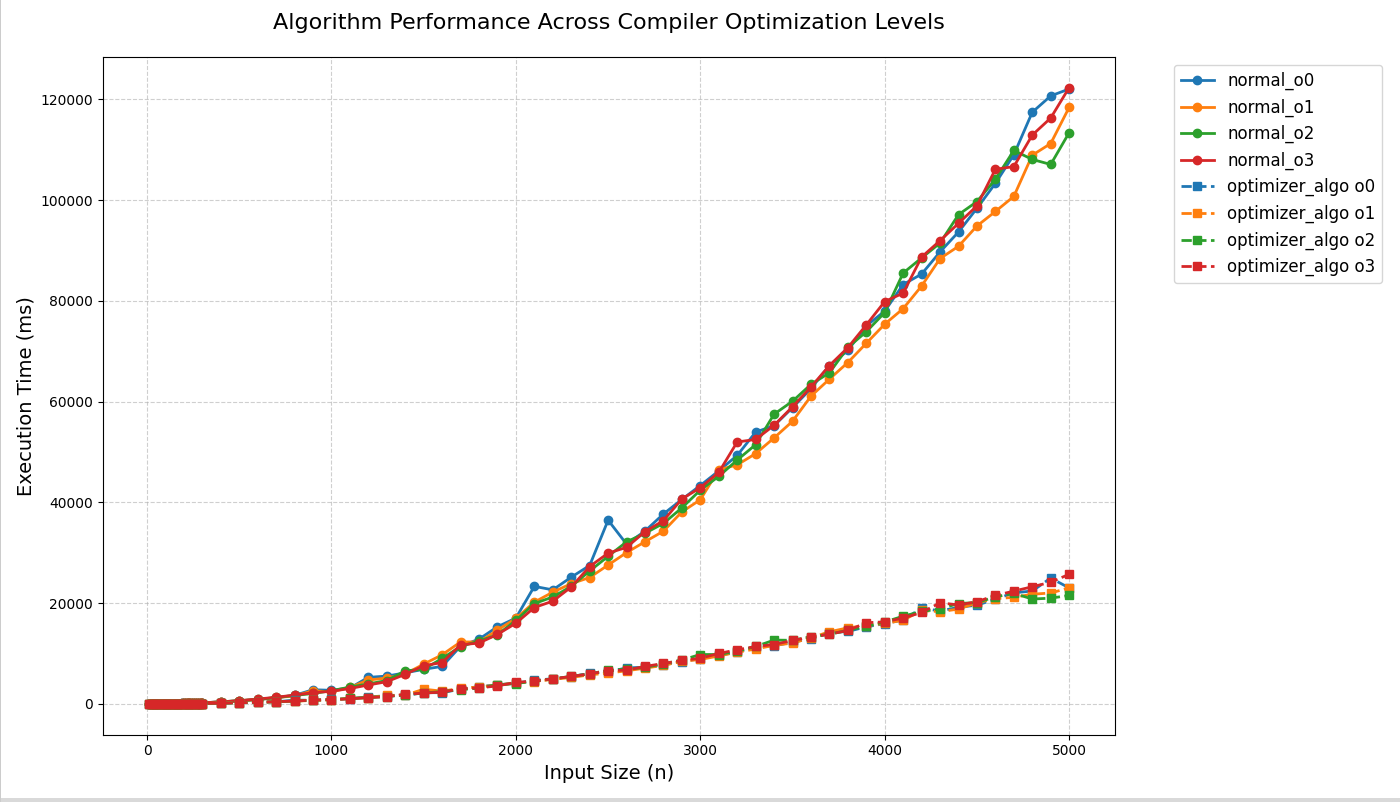 Algorithm Performance Across Compiler Optimization Levels
Execution Time (ms)
120000
100000
80000
60000
40000
20000
0
0 1000 2000 3000 4000 5000
Input Size (n)
normal_o0
normal_o1
normal_o2
normal_o3
optimizer_algo o0
optimizer_algo o1
optimizer_algo o2
optimizer_algo o3